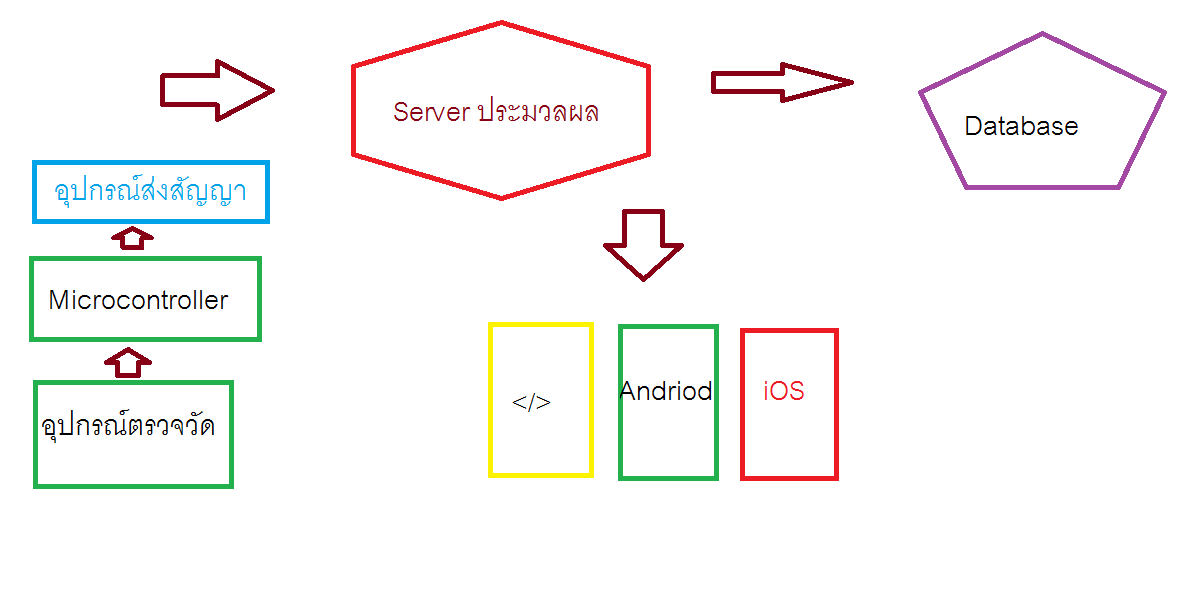 Server ประมวลผล
Database
อุปกรณ์ส่งสัญญา
Microcontroller
อุปกรณ์ตรวจวัด
</>
Andriod
iOS